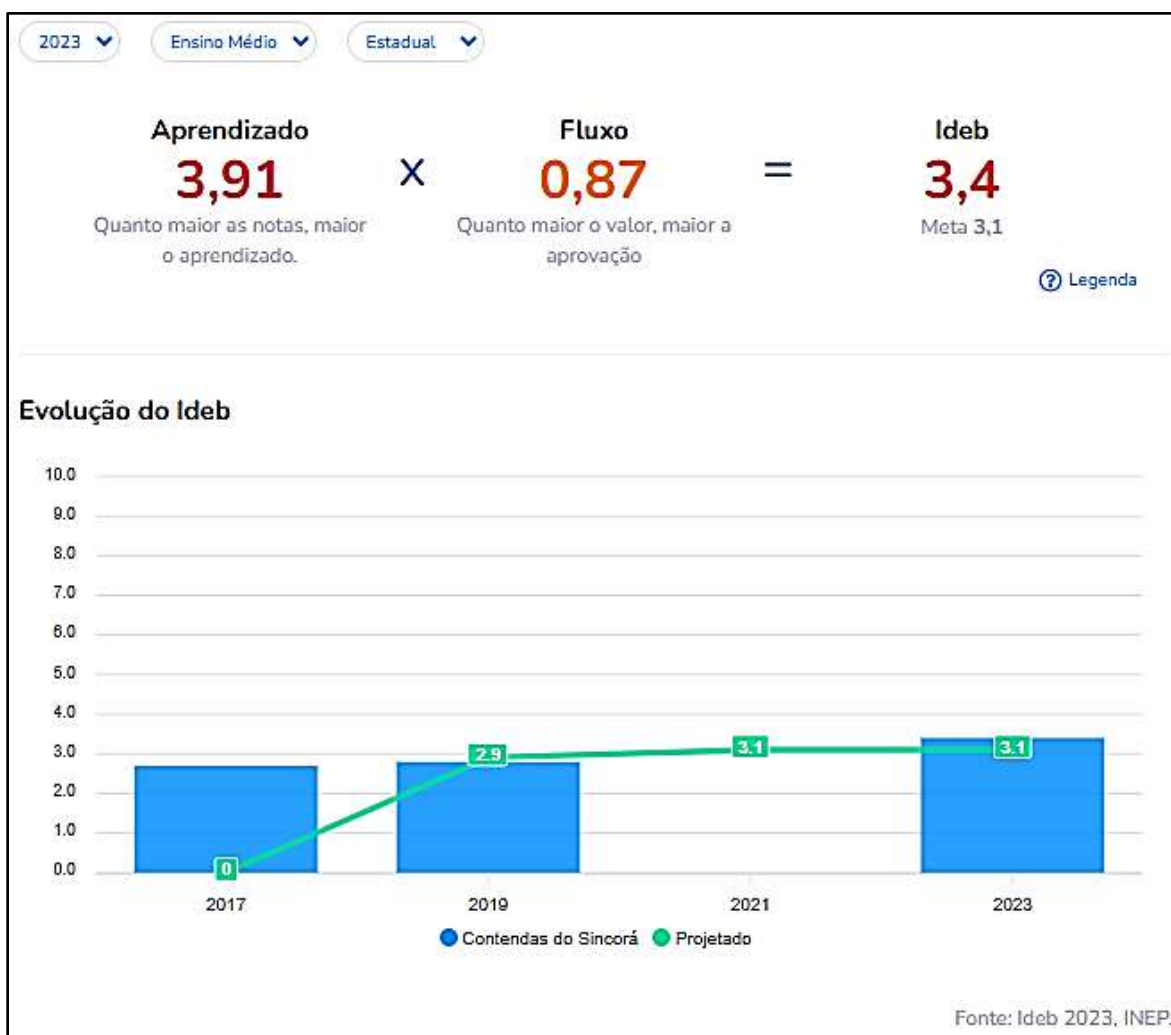 2023 Ensino Médio Estadual
Aprendizado Fluxo Ideb
3,91 X 0,87 = 3,4
Quanto maior as notas, maior Quanto maior o valor, maior a Meta 3,1
o aprendizado. aprovação
? Legenda
Evolução do Ideb
10.0
9.0
8.0
7.0
6.0
5.0
4.0
3.0 2.9 3.1 3.1
2.0
1.0
0.0 0
2017 2019 2021 2023
Contendas do Sincorá Projetado
Fonte: Ideb 2023, INEP.